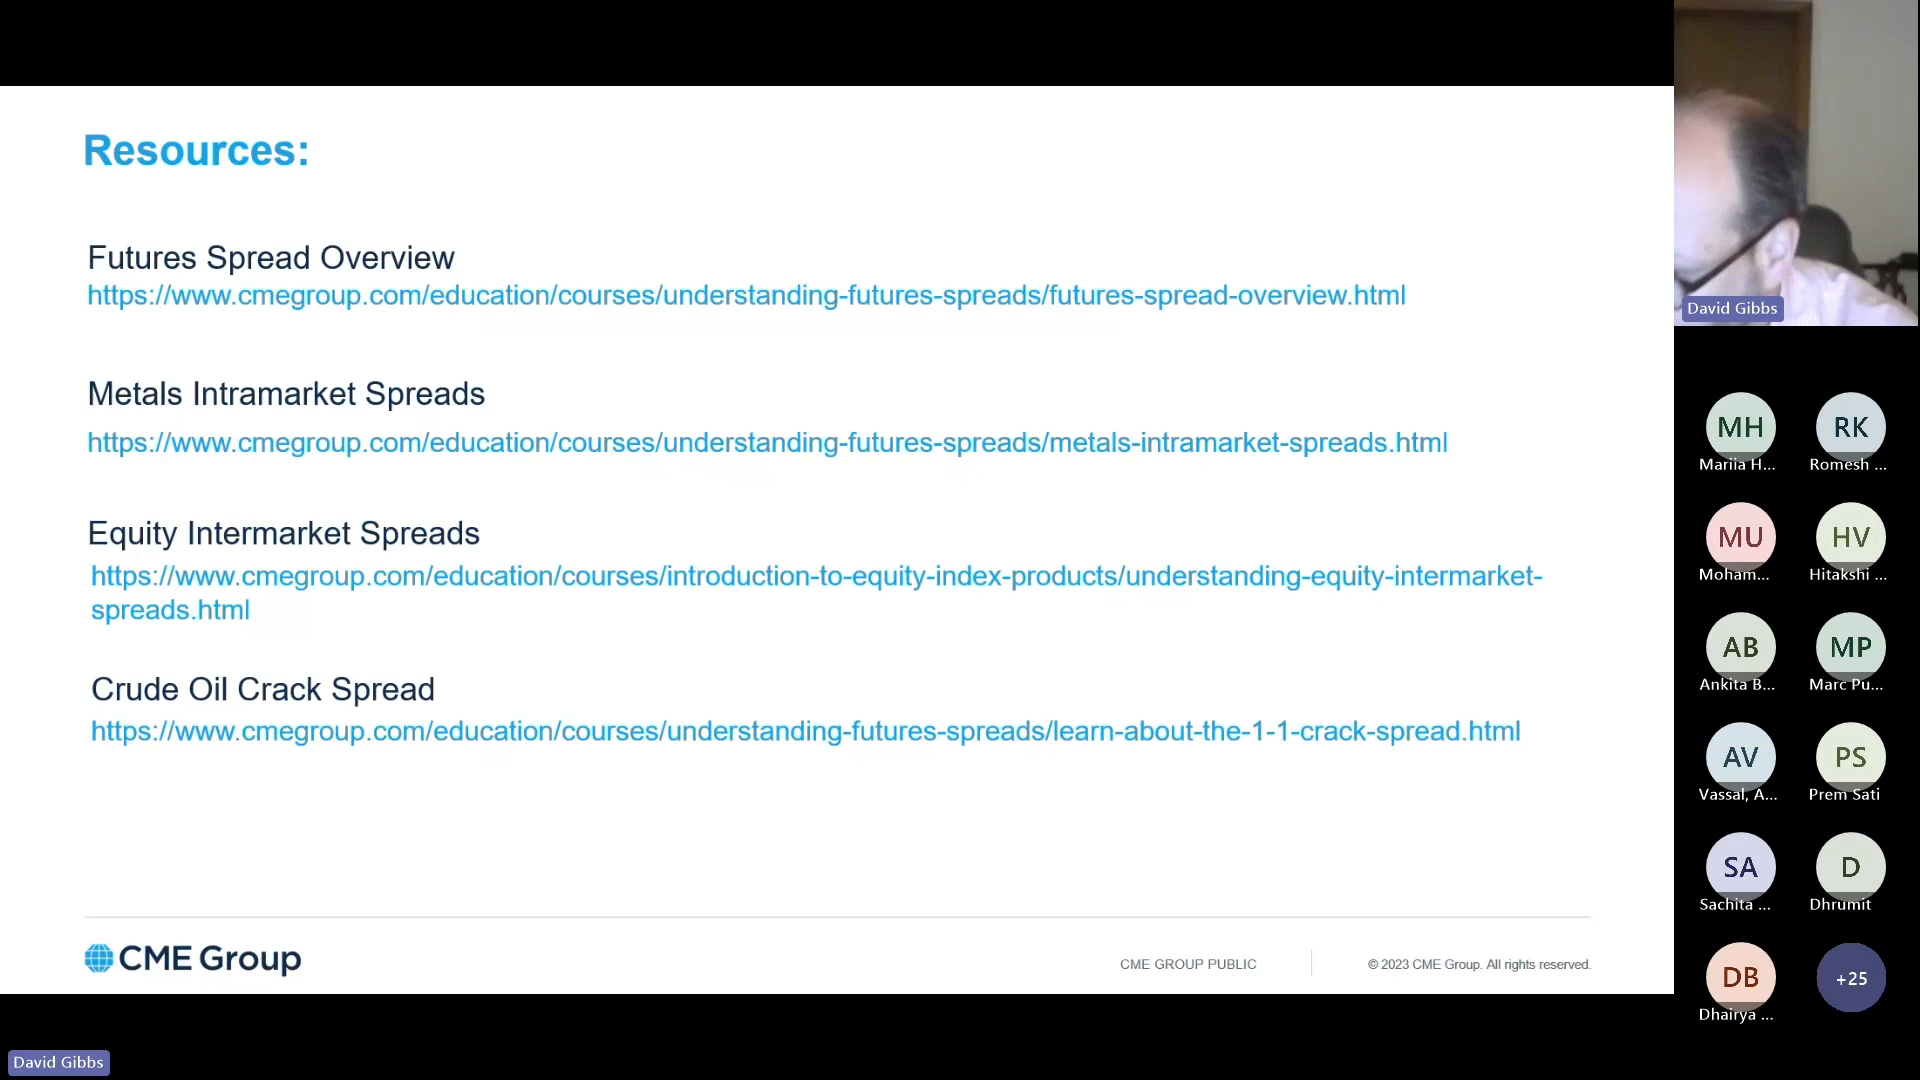 Resources:
Futures Spread Overview
https://www.cmegroup.com/education/courses/understanding-futures-spreads/futures-spread-overview.html
Metals Intramarket Spreads
https://www.cmegroup.com/education/courses/understanding-futures-spreads/metals-intramarket-spreads.html
Equity Intermarket Spreads
https://www.cmegroup.com/education/courses/introduction-to-equity-index-products/understanding-equity-intermarket-
spreads.html
Crude Oil Crack Spread
https://www.cmegroup.com/education/courses/understanding-futures-spreads/learn-about-the-1-1-crack-spread.html
CME Group
CME GROUP PUBLIC
© 2023 CME Group. All rights reserved.
David Gibbs
David Gibbs
MH RK
Mariia H... Romesh ...
MU HV
Moham... Hitakshi ...
AB MP
Ankita B... Marc Pu...
AV PS
Vassal, A... Prem Sati
SA D
Sachita ... Dhrumit
DB +25
Dhairya ...